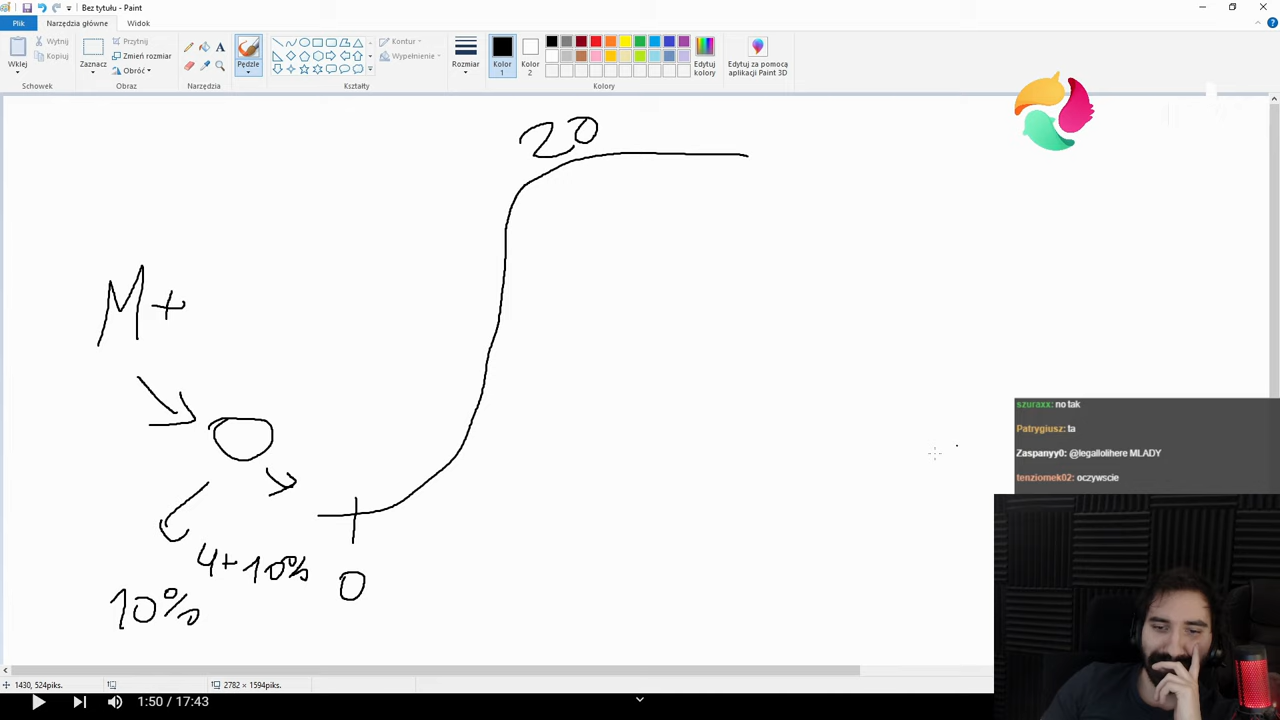 Bez tytułu - Paint
Plik
Narzędzia główne
Widok
Wklej
Wytnij
Kopiuj
Schowek
Zaznacz
Przytnij
Zmień rozmiar
Obróć
Obraz
Narzędzia
Pędzle
Kontur
Wypełnienie
Kształty
Rozmiar
Kolor
1
Kolor
2
Edytuj
kolory
Kolory
Edytuj za pomocą
aplikacji Paint 3D
20
M+
4+10%
10%
0
szuraxx: no tak
Patrygiusz: ta
Zaspanyy0: @legallolihere MLADY
tenziomek02: oczywscie
1430, 524piks.
2782 × 1594piks.
1:50 / 17:43